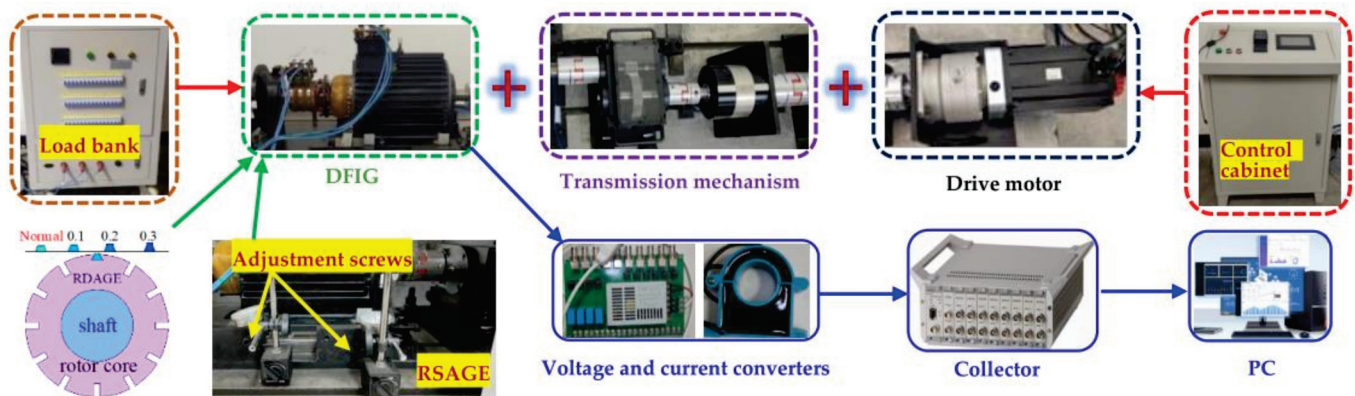 Load bank
DFIG
Transmission mechanism
Drive motor
Control
cabinet
Normal 0.1 0.2 0.3
RDAGE
shaft
rotor core
Adjustment screws
RSAGE
Voltage and current converters
Collector
PC